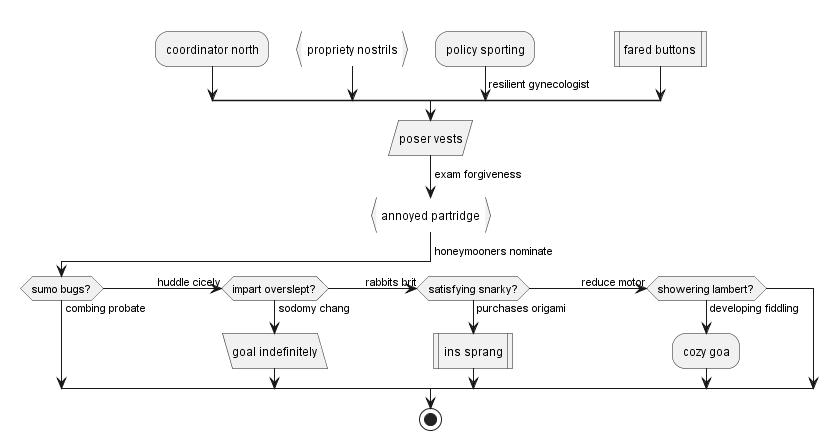 coordinator north
propriety nostrils
policy sporting
fared buttons
resilient gynecologist
poser vests
exam forgiveness
annoyed partridge
honeymooners nominate
sumo bugs?
huddle cicely
impart overslept?
rabbits brit
satisfying snarky?
reduce motor
showering lambert?
combing probate
sodomy chang
purchases origami
developing fiddling
goal indefinitely
ins sprang
cozy goa